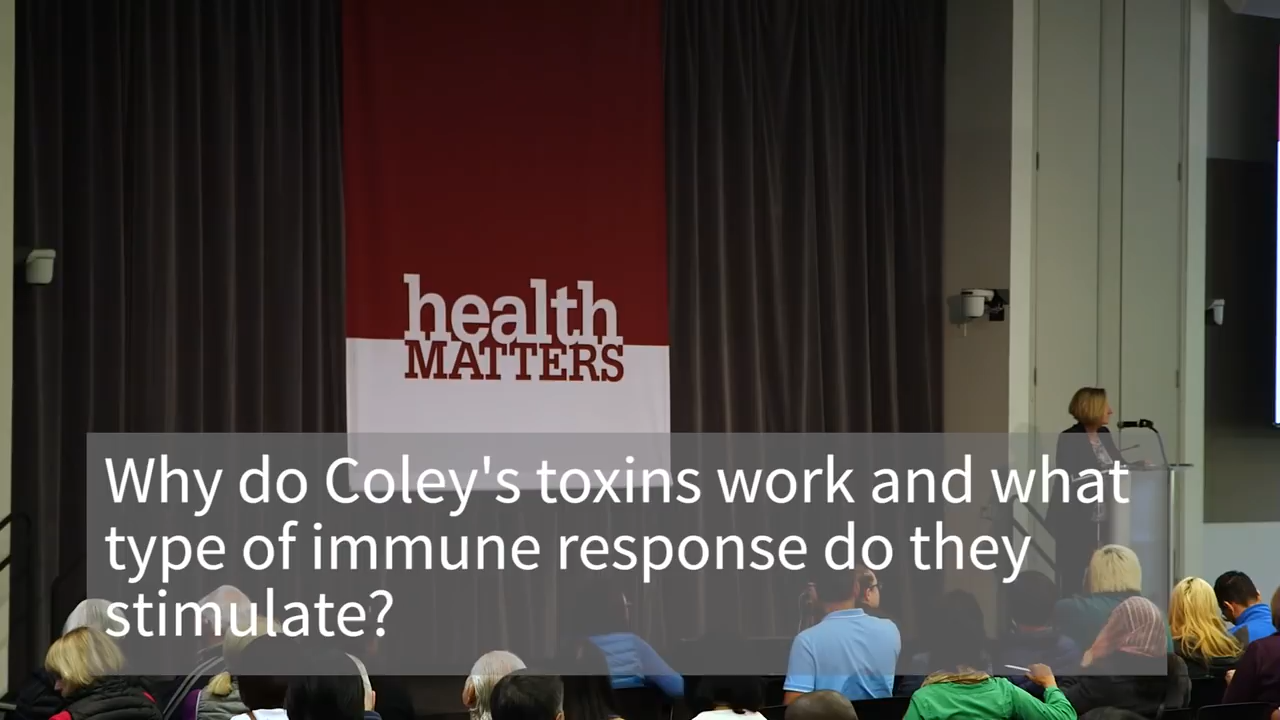 health
MATTERS
Why do Coley's toxins work and what
type of immune response do they
stimulate?